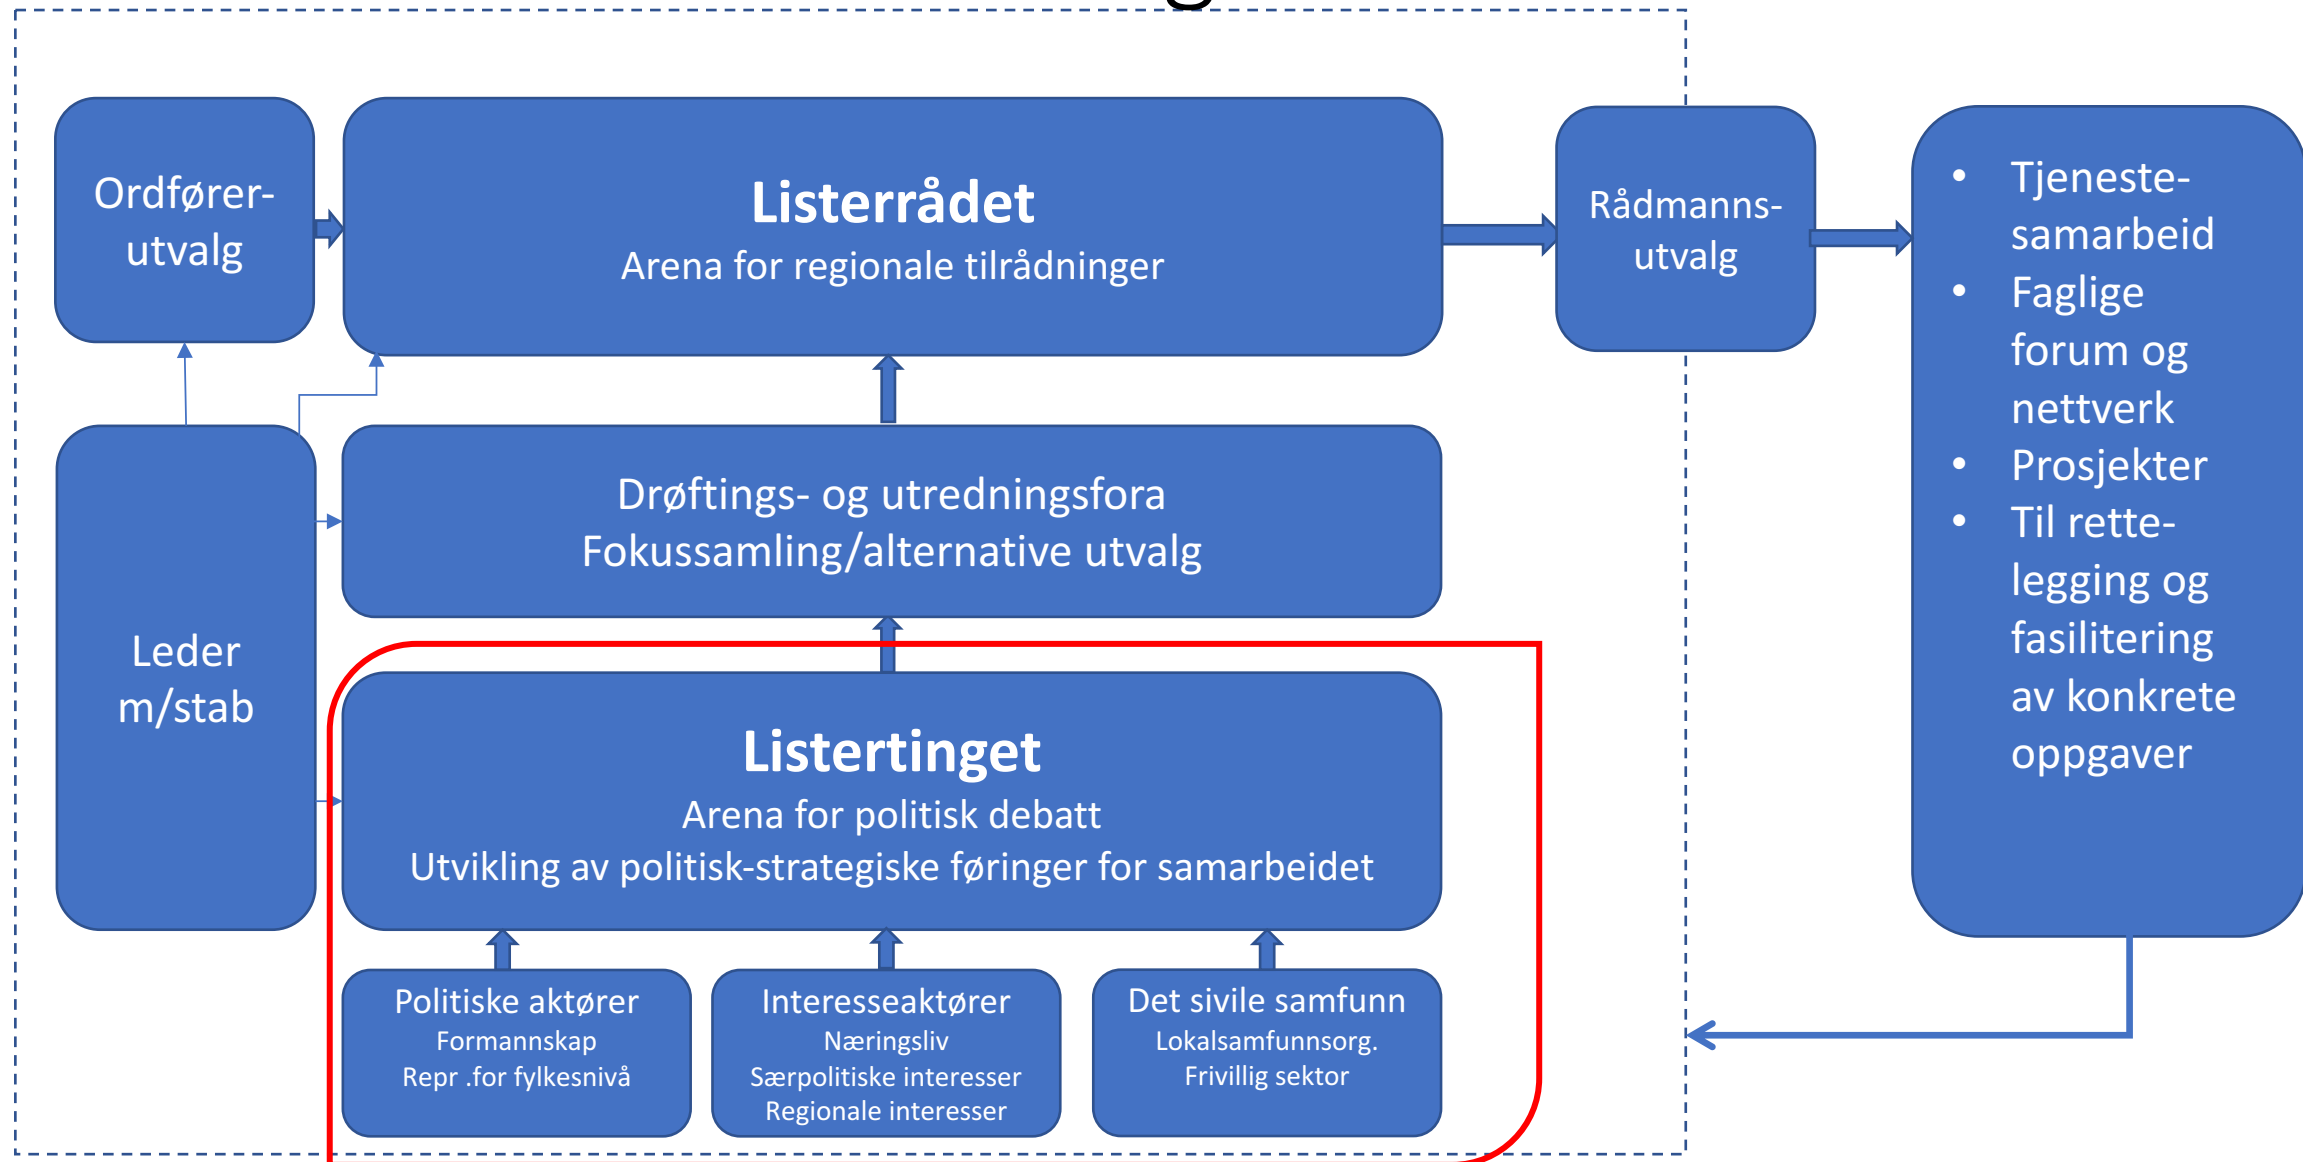 g
Ordfører-
utvalg
Listerrådet
Arena for regionale tilrådninger
Rådmanns-
utvalg
• Tjeneste-
samarbeid
• Faglige
forum og
nettverk
• Prosjekter
• Til rette-
legging og
fasilitering
av konkrete
oppgaver
Leder
m/stab
Drøftings- og utredningsfora
Fokussamling/alternative utvalg
Listertinget
Arena for politisk debatt
Utvikling av politisk-strategiske føringer for samarbeidet
Politiske aktører
Formannskap
Repr .for fylkesnivå
Interesseaktører
Næringsliv
Særpolitiske interesser
Regionale interesser
Det sivile samfunn
Lokalsamfunnsorg.
Frivillig sektor